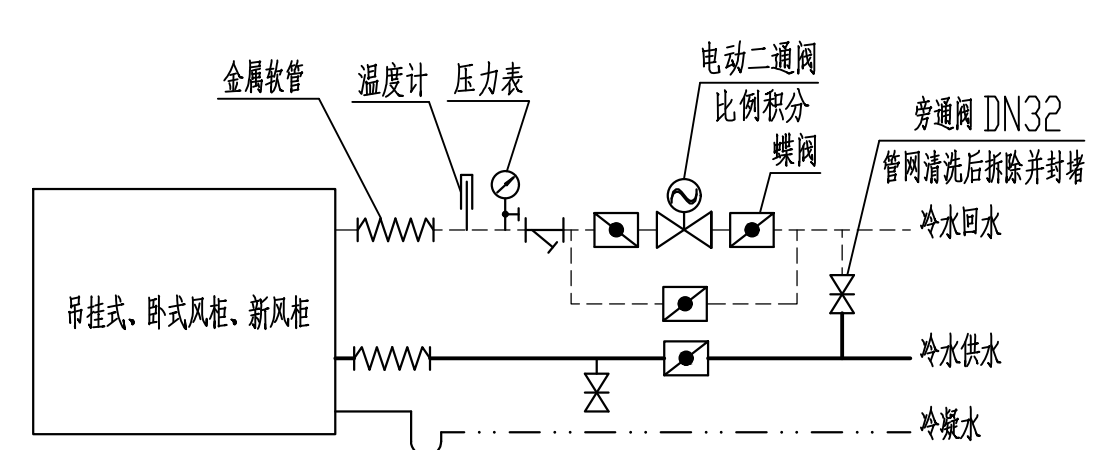 金属软管
温度计
压力表
电动二通阀
比例积分
蝶阀
旁通阀 DN32
管网清洗后拆除并封堵
冷水回水
吊挂式、卧式风柜、新风柜
冷水供水
冷凝水